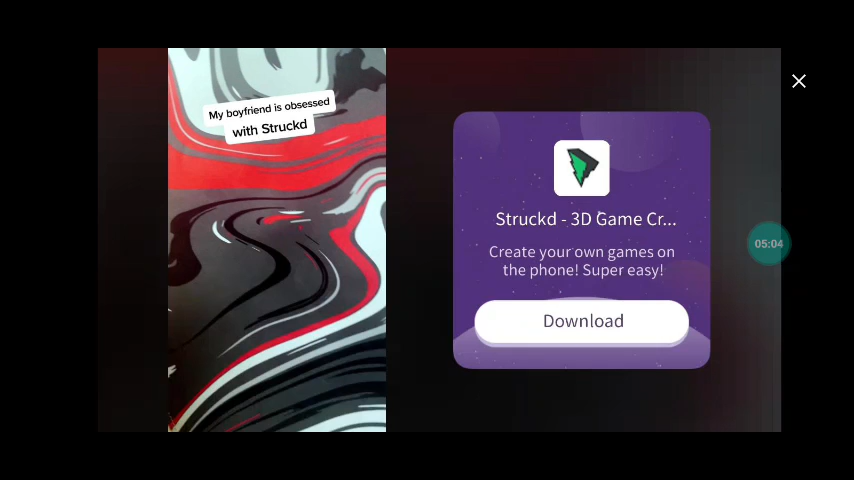 My boyfriend is obsessed
with Struckd
Struckd - 3D Game Cr...
Create your own games on
the phone! Super easy!
Download
05:04